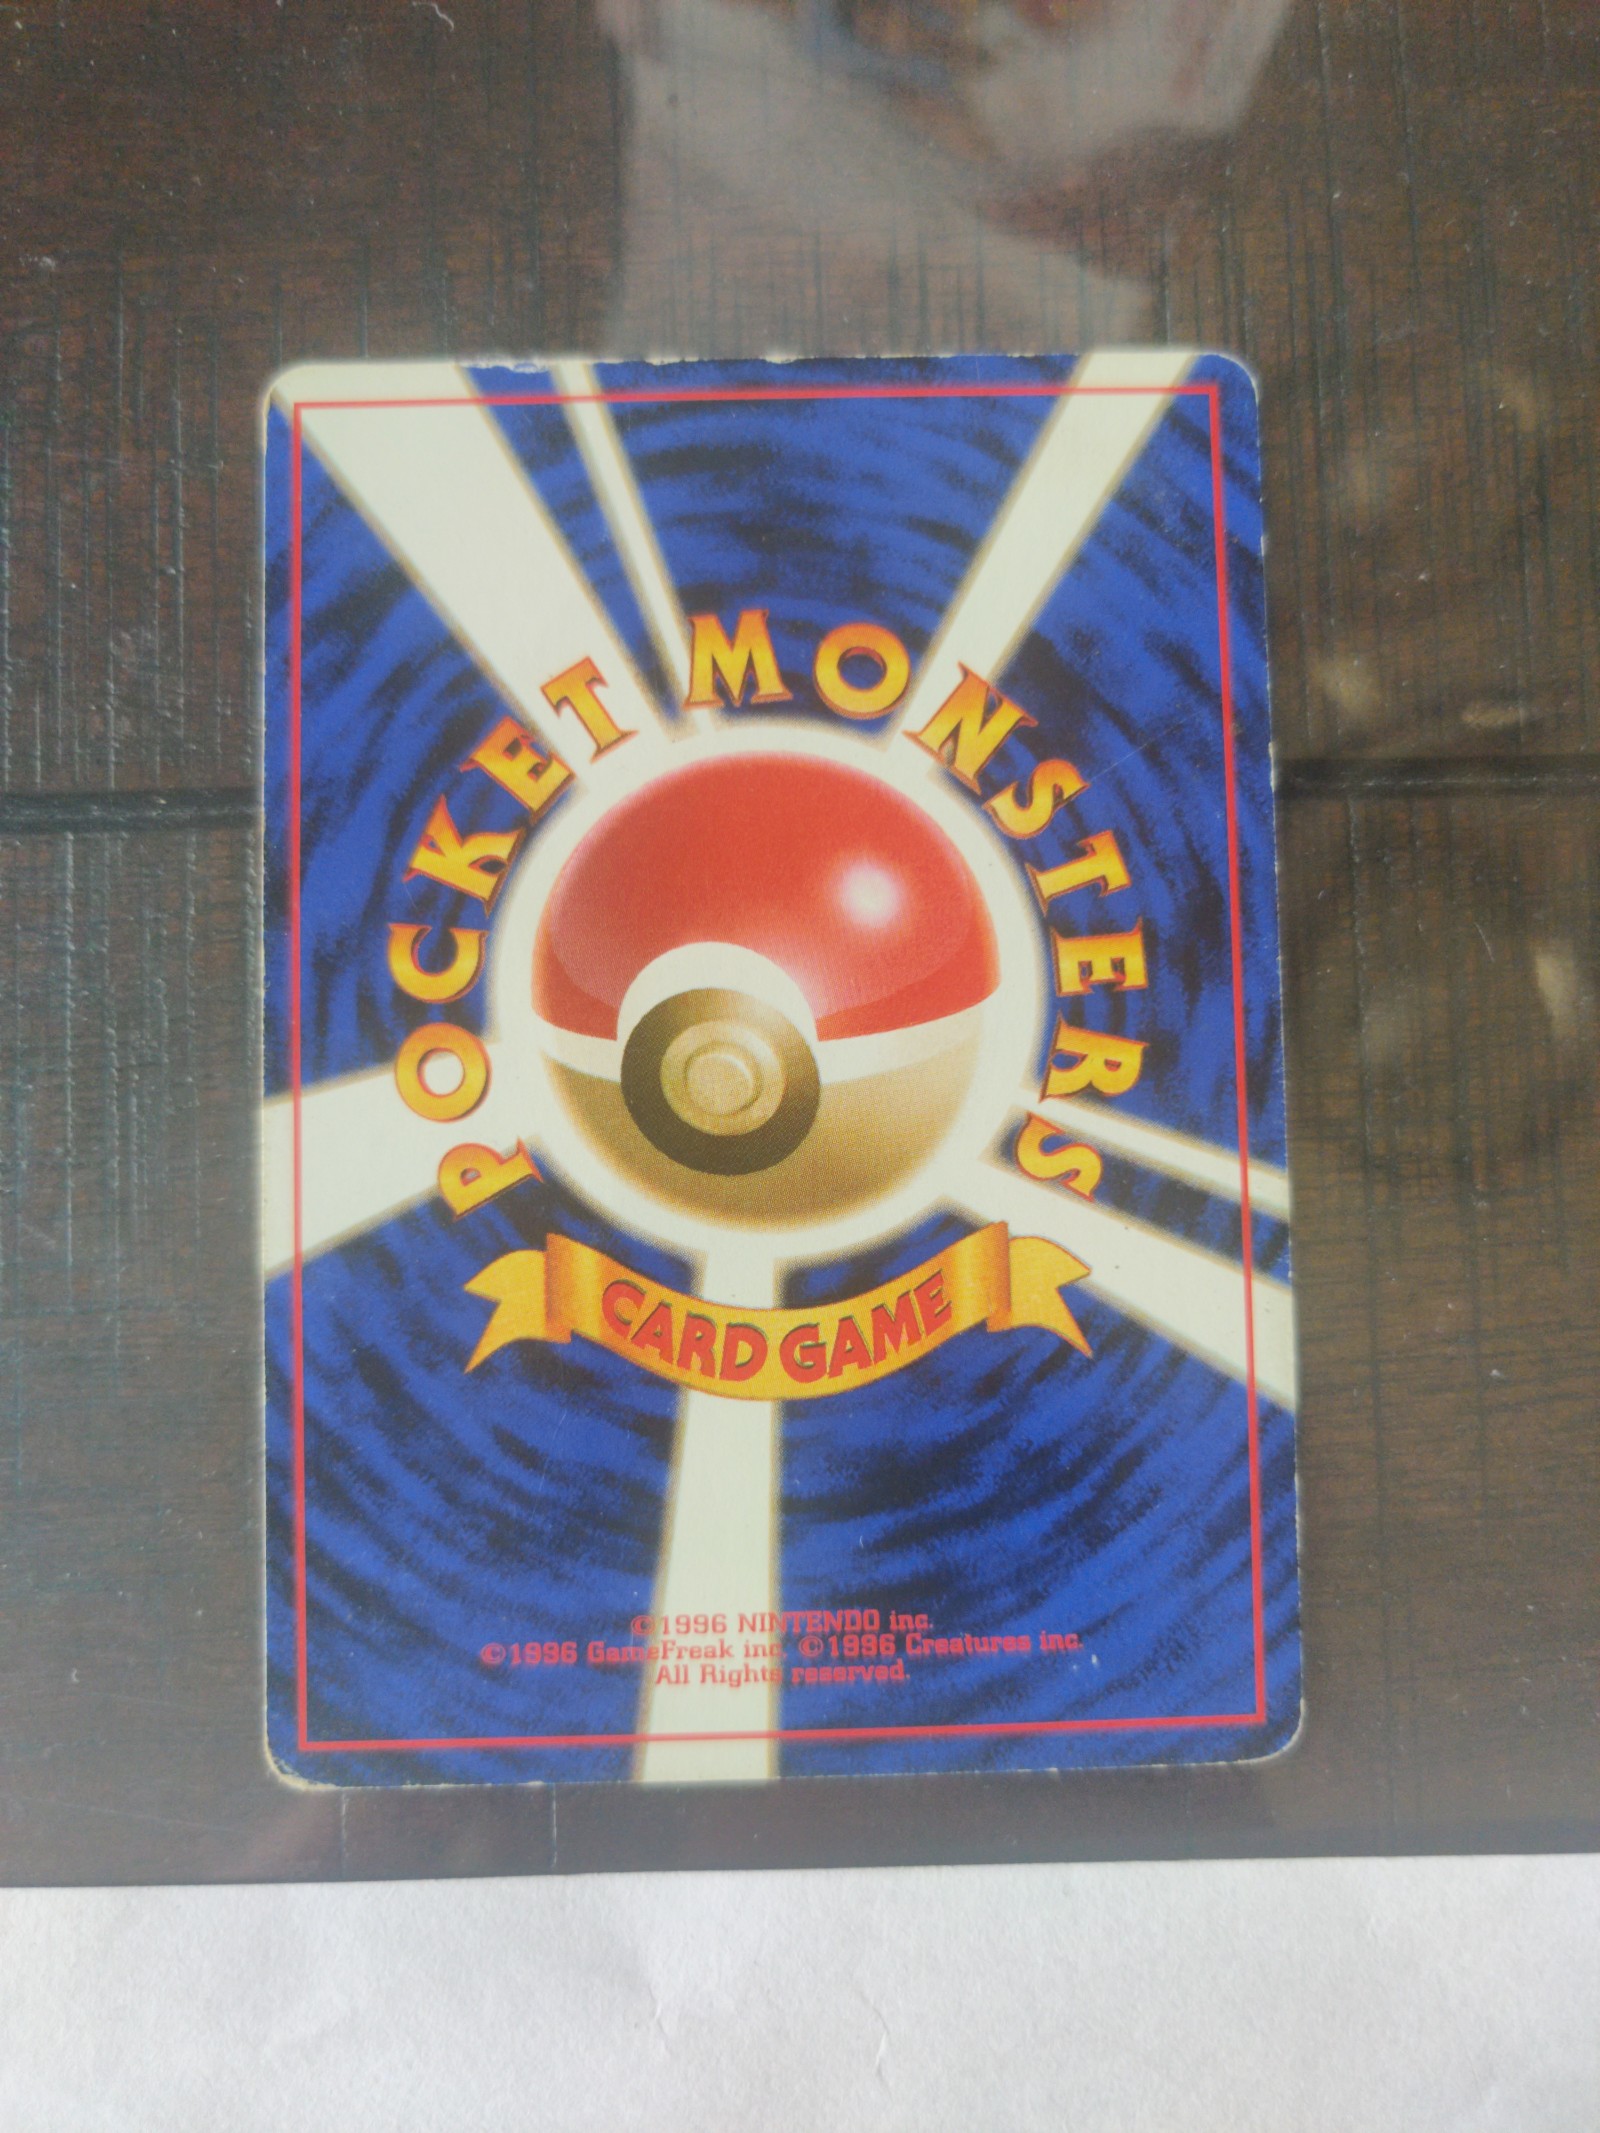 POCKET MONSTERS
CARD GAME
©1996 NINTENDO inc.
©1996 GameFreak inc. ©1996 Creatures inc.
All Rights reserved.